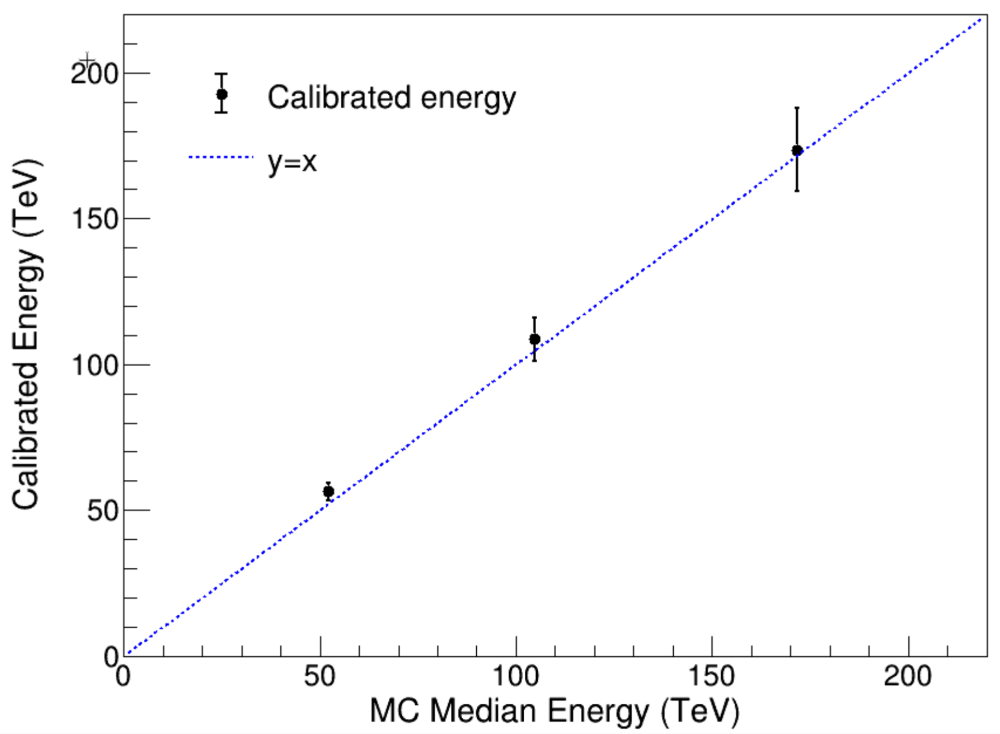 200
150
100
50
0
Calibrated energy
y=x
Calibrated Energy (TeV)
0 50 100 150 200
MC Median Energy (TeV)